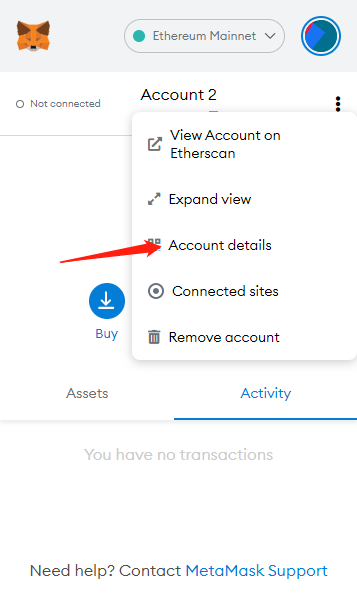 Ethereum Mainnet
Not connected
Account 2
View Account on
Etherscan
Expand view
Account details
Connected sites
Remove account
Buy
Assets
Activity
You have no transactions
Need help? Contact MetaMask Support